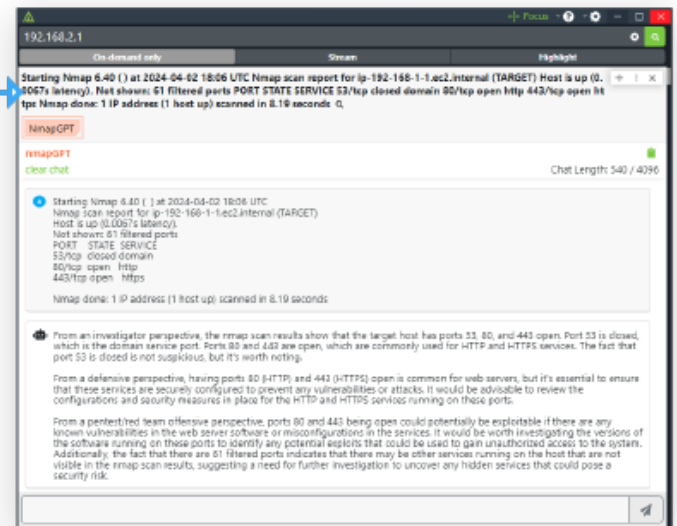 Focus
192.168.2.1
On-demand only Stream Highlight
Starting Nmap 6.40 ( ) at 2024-04-02 18:06 UTC Nmap scan report for ip-192-168-1-1.ec2.internal (TARGET) Host is up (0.
0067s latency). Not shown: 61 filtered ports PORT STATE SERVICE 53/tcp closed domain 80/tcp open http 443/tcp open ht
tps Nmap done: 1 IP address (1 host up) scanned in 8.19 seconds
NmapGPT
nmapGPT
clear chat Chat Length: 540 / 4096
Starting Nmap 6.40 ( ) at 2024-04-02 18:06 UTC
Nmap scan report for ip-192-168-1-1.ec2.internal (TARGET)
Host is up (0.0067s latency).
Not shown: 61 filtered ports
PORT STATE SERVICE
53/tcp closed domain
80/tcp open http
443/tcp open https
Nmap done: 1 IP address (1 host up) scanned in 8.19 seconds
From an investigator perspective, the nmap scan results show that the target host has ports 53, 80, and 443 open. Port 53 is closed,
which is the domain service port. Ports 80 and 443 are open, which are commonly used for HTTP and HTTPS services. The fact that
port 53 is closed is not suspicious, but it's worth noting.
From a defensive perspective, having ports 80 (HTTP) and 443 (HTTPS) open is common for web servers, but it's essential to ensure
that these services are securely configured to prevent any vulnerabilities or attacks. It would be advisable to review the
configurations and security measures in place for the HTTP and HTTPS services running on these ports.
From a pentest/red team offensive perspective, ports 80 and 443 being open could potentially be exploitable if there are any
known vulnerabilities in the web server software or misconfigurations in the services. It would be worth investigating the versions of
the software running on these ports to identify any potential exploits that could be used to gain unauthorized access to the system.
Additionally, the fact that there are 61 filtered ports indicates that there may be other services running on the host that are not
visible in the nmap scan results, suggesting a need for further investigation to uncover any hidden services that could pose a
security risk.